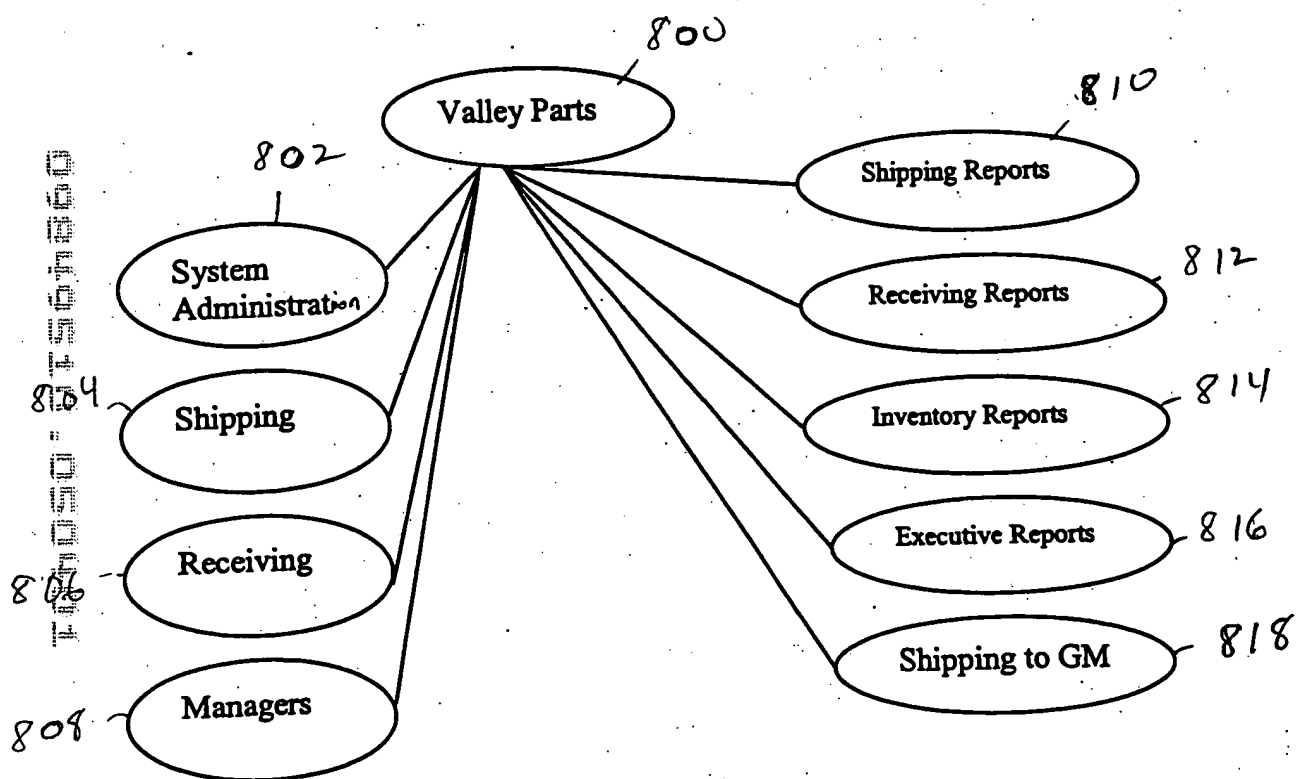 800
Valley Parts
810
Shipping Reports
802
System
Administration
812
Receiving Reports
804
Shipping
814
Inventory Reports
806
Receiving
816
Executive Reports
818
Shipping to GM
808
Managers